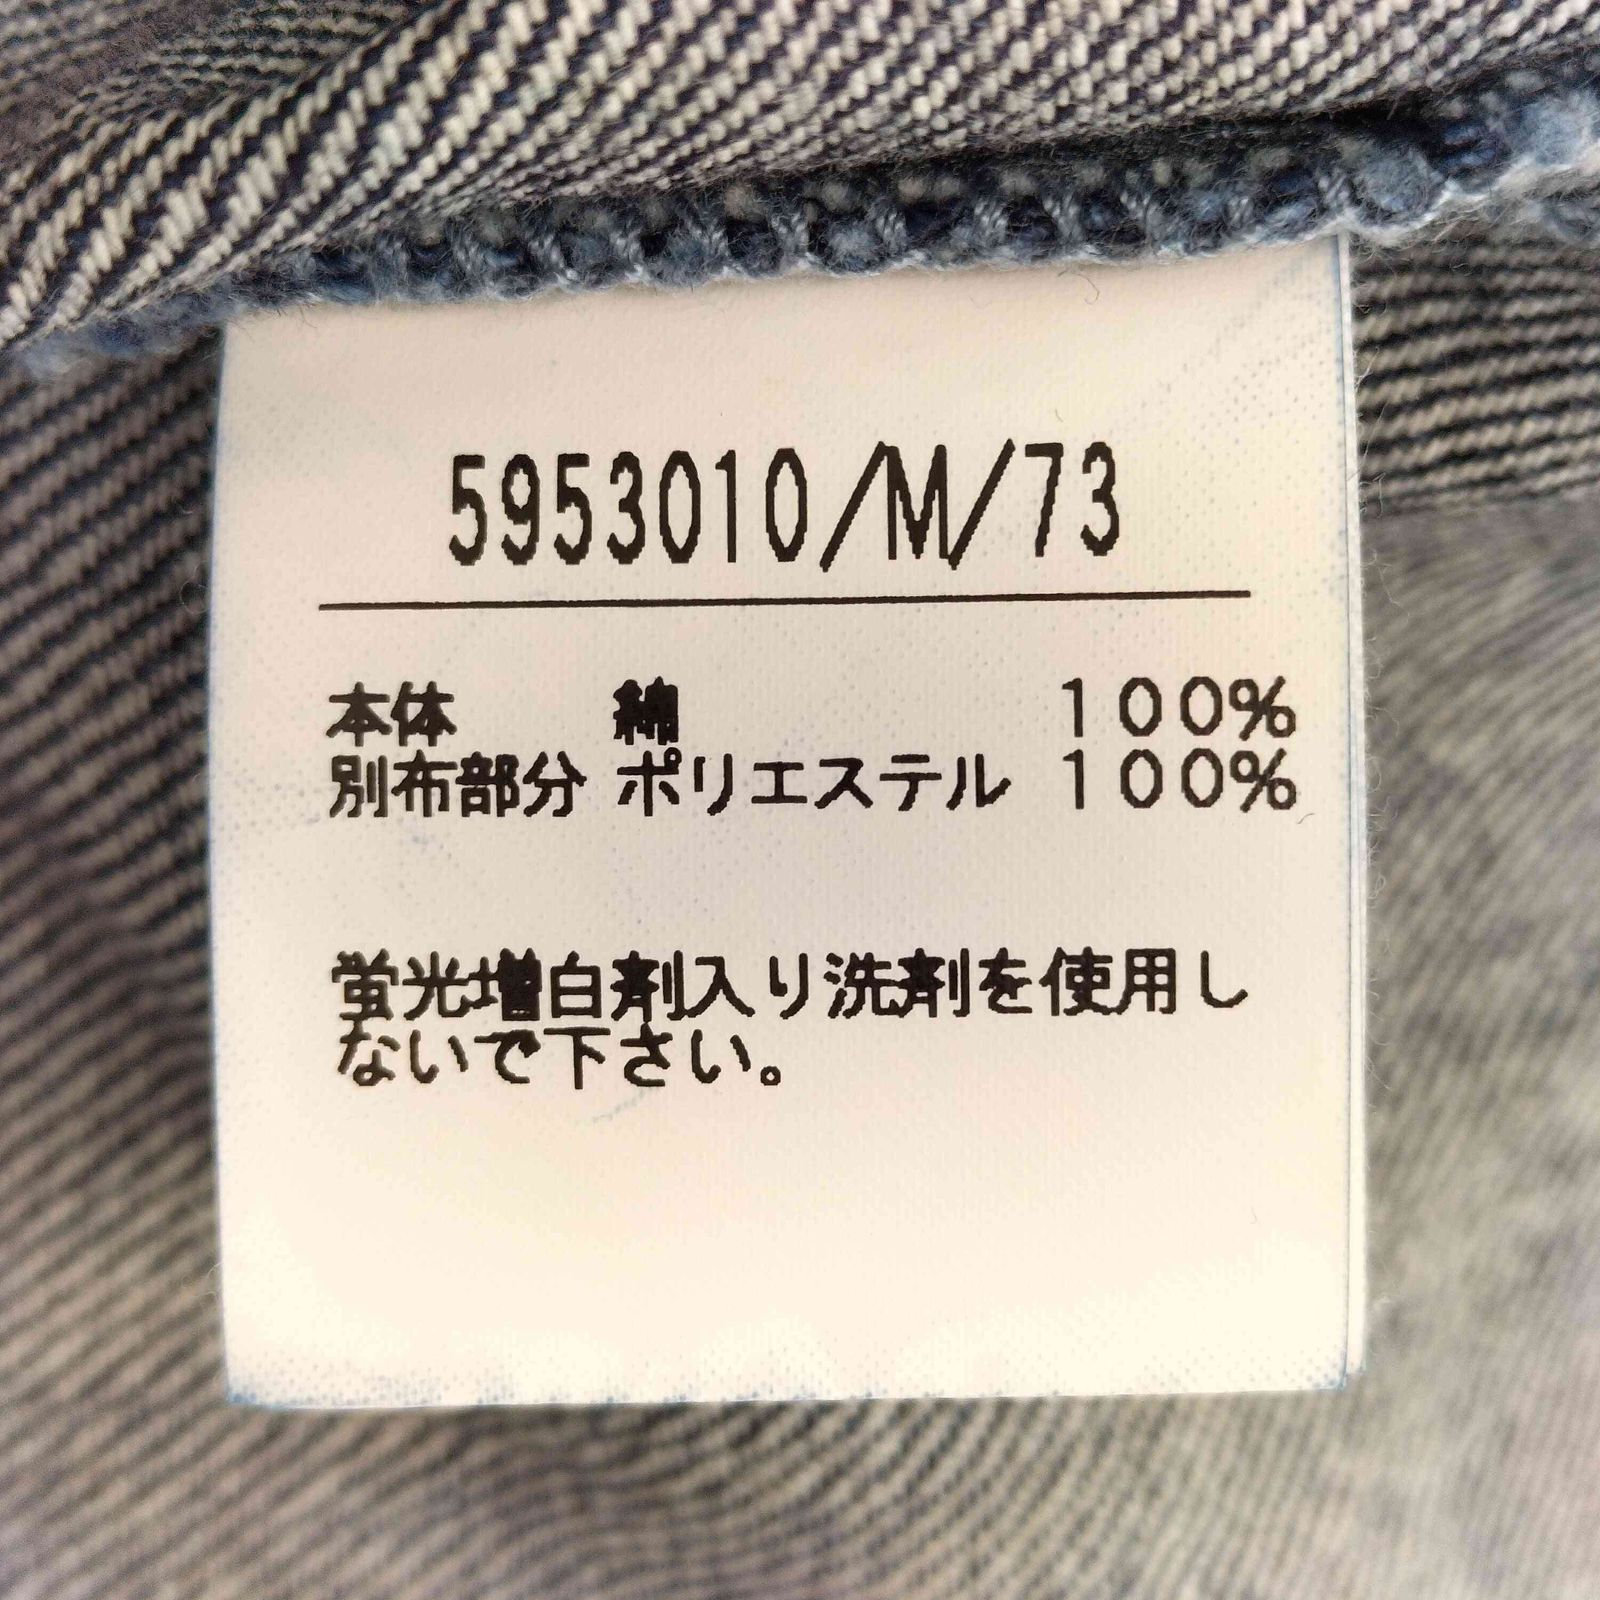 5953010/M/73
本体 綿 100%
別布部分 ポリエステル 100%
蛍光増白剤入り洗剤を使用し
ないで下さい。